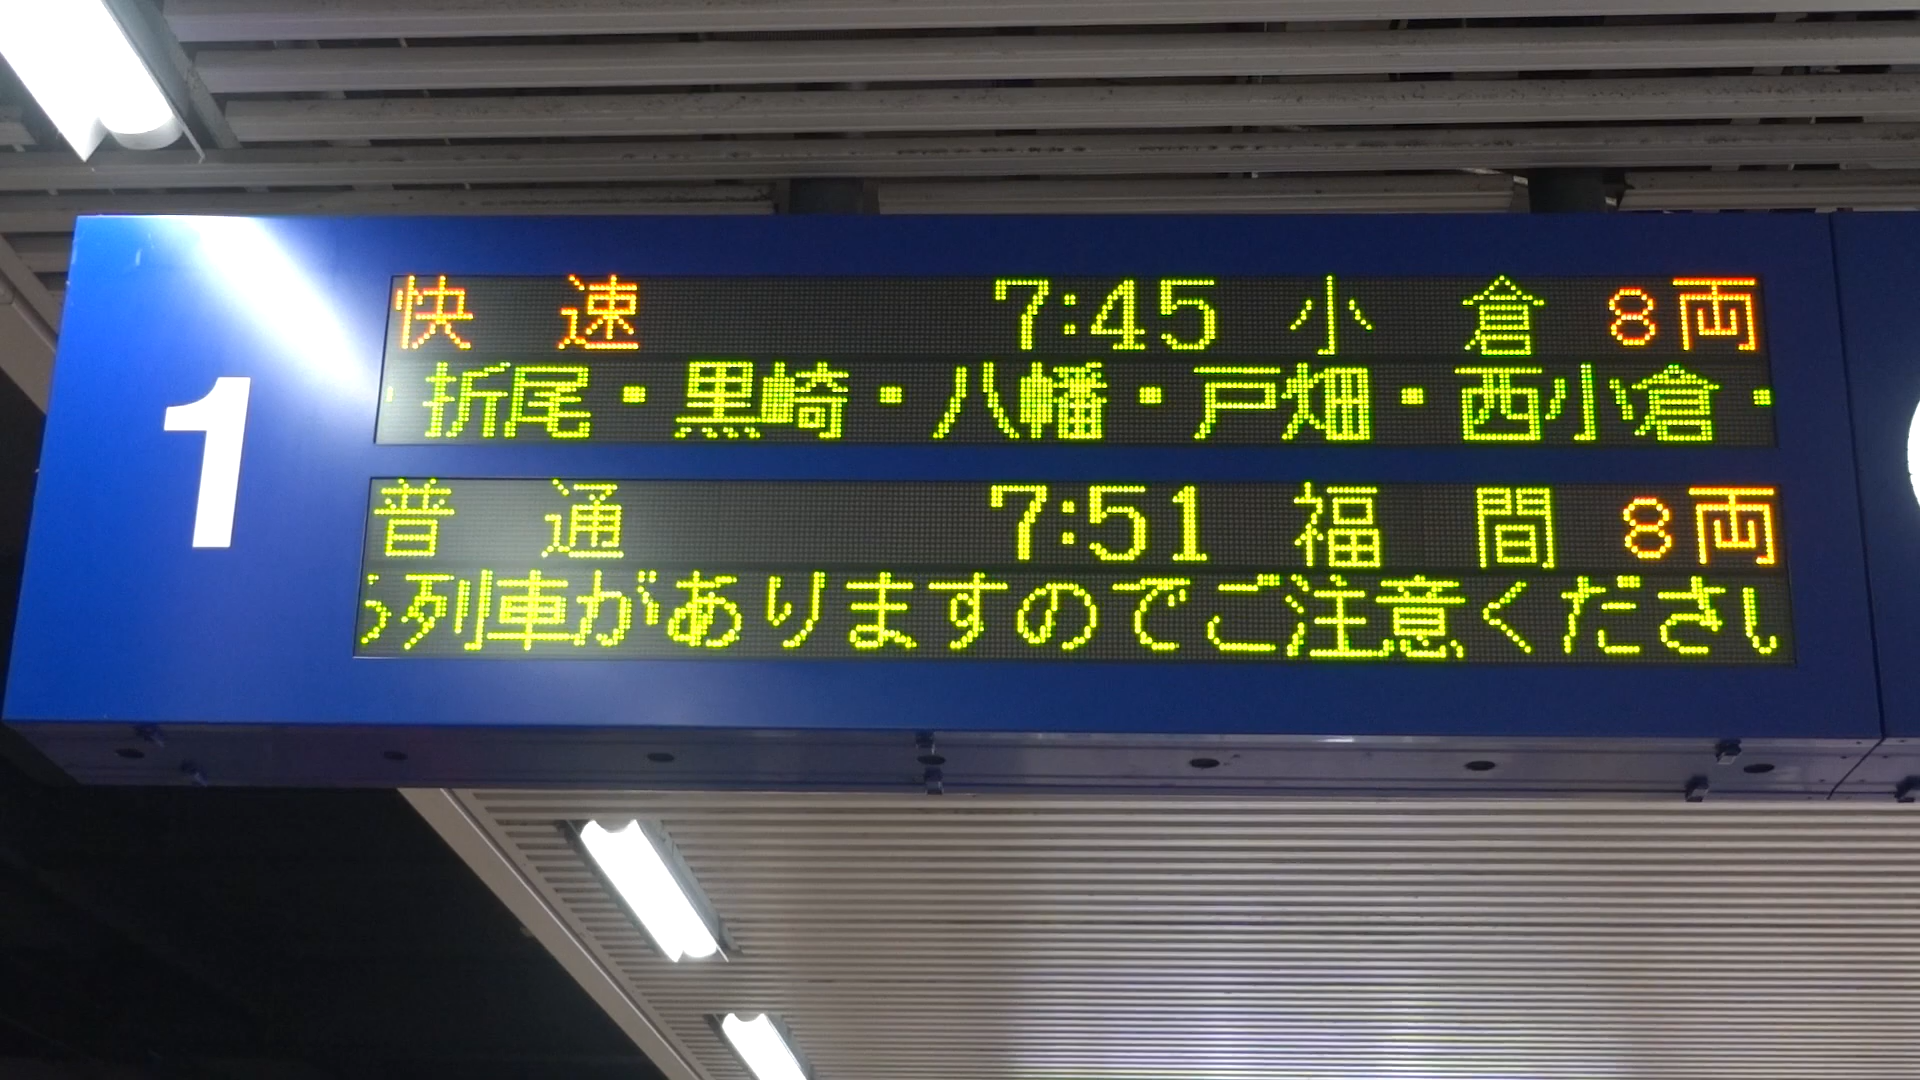 1
快速 7:45 小倉 8両
折尾・黒崎・八幡・戸畑・西小倉・
普通 7:51 福間 8両
列車がありますのでご注意くださ